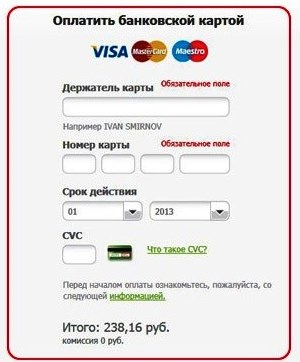 Оплатить банковской картой
VISA MasterCard Maestro
Держатель карты Обязательное поле
Например IVAN SMIRNOV
Номер карты Обязательное поле
Срок действия
01 2013
CVC Что такое CVC?
Перед началом оплаты ознакомьтесь, пожалуйста, со
следующей информацией.
Итого: 238,16 руб.
комиссия 0 руб.